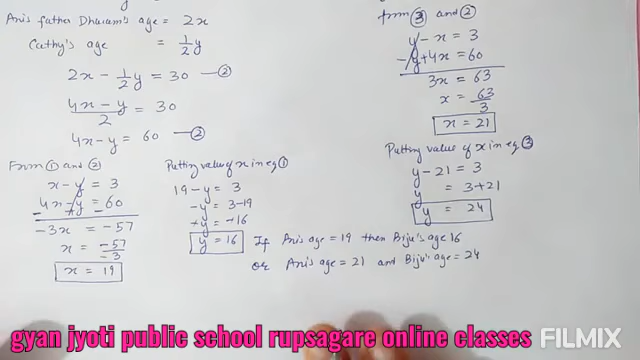 Ani's father Dharam's age = 2x
Cathy's age = 1/2 y
2x - 1/2 y = 30 — ②
4x - y / 2 = 30
4x - y = 60 — ②
From ① and ②
x - y = 3
4x - y = 60
- + -
-3x = -57
x = -57/-3
x = 19
Putting value of x in eq ①
19 - y = 3
-y = 3-19
+y = +16
y = 16
from ③ and ②
y - x = 3
-y + 4x = 60
3x = 63
x = 63/3
x = 21
Putting value of x in eq ③
y - 21 = 3
y = 3+21
y = 24
If Ani's age = 19 then Biju's age 16
or Ani's age = 21 and Biju's age = 24
gyan jyoti public school rupsagare online classes
FILMIX